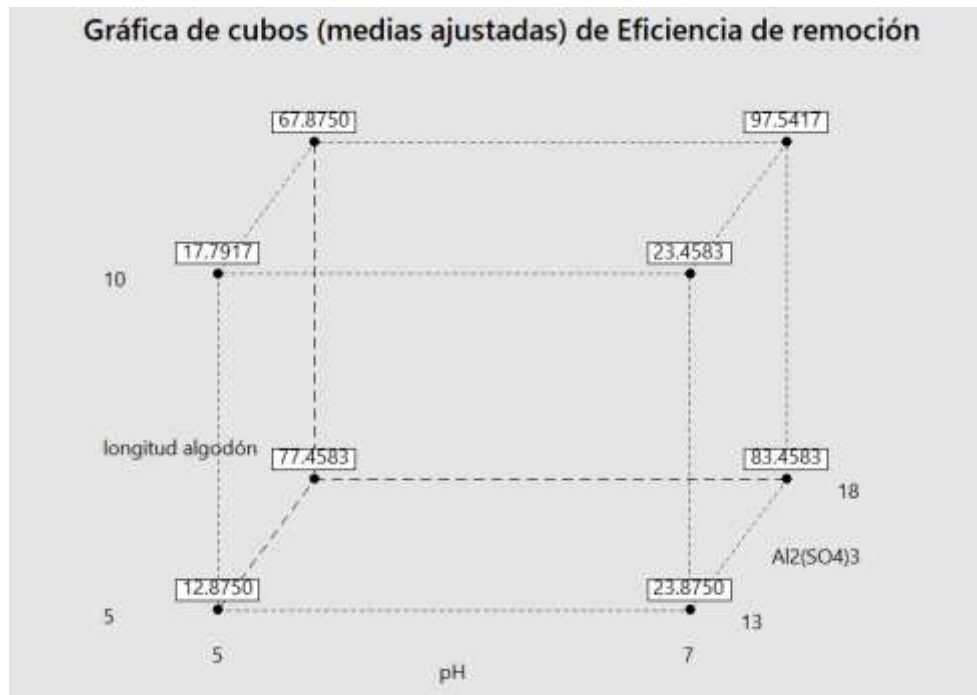 Gráfica de cubos (medias ajustadas) de Eficiencia de remoción
67.8750 97.5417
17.7917 23.4583
10
longitud algodón
77.4583 83.4583
18
Al2(SO4)3
12.8750 23.8750
5 13
5 7
pH